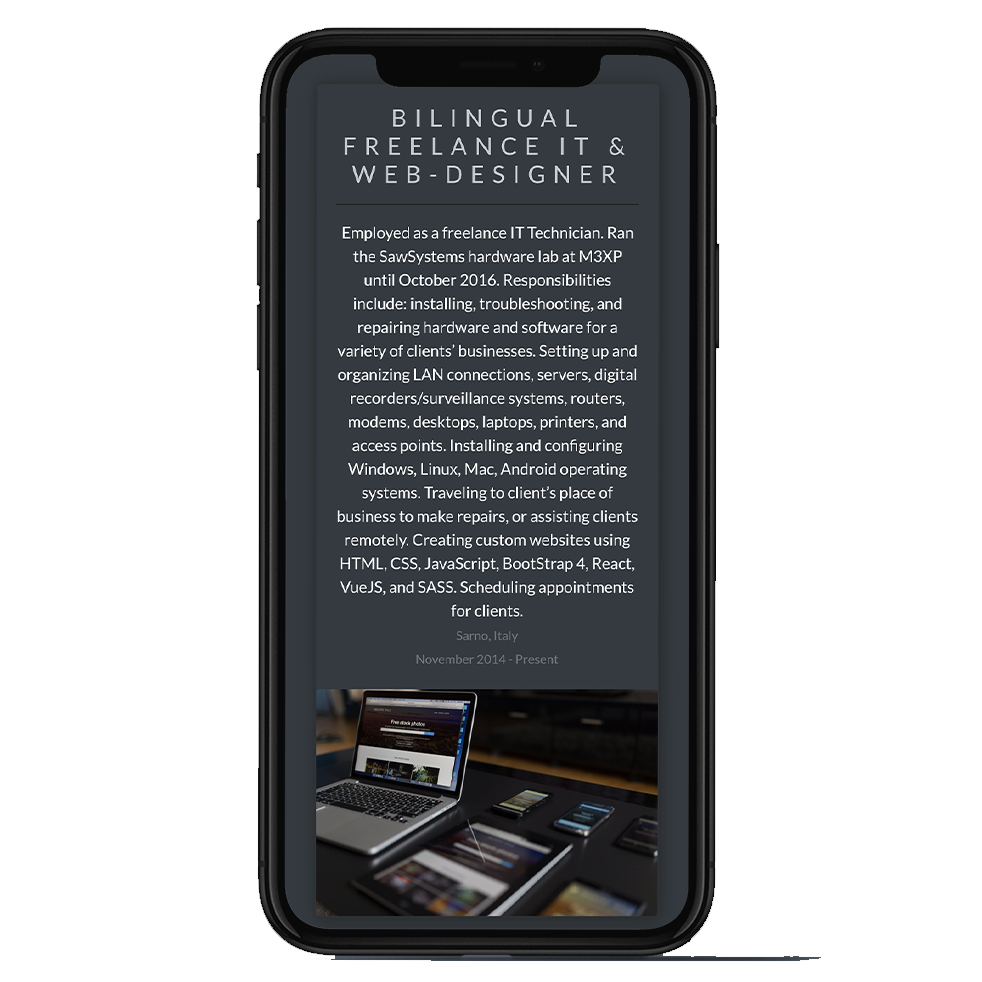 BILINGUAL
FREELANCE IT &
WEB-DESIGNER
Employed as a freelance IT Technician. Ran
the SawSystems hardware lab at M3XP
until October 2016. Responsibilities
include: installing, troubleshooting, and
repairing hardware and software for a
variety of clients’ businesses. Setting up and
organizing LAN connections, servers, digital
recorders/surveillance systems, routers,
modems, desktops, laptops, printers, and
access points. Installing and configuring
Windows, Linux, Mac, Android operating
systems. Traveling to client’s place of
business to make repairs, or assisting clients
remotely. Creating custom websites using
HTML, CSS, JavaScript, BootStrap 4, React,
VueJS, and SASS. Scheduling appointments
for clients.
Sarno, Italy
November 2014 - Present
Free stock photos